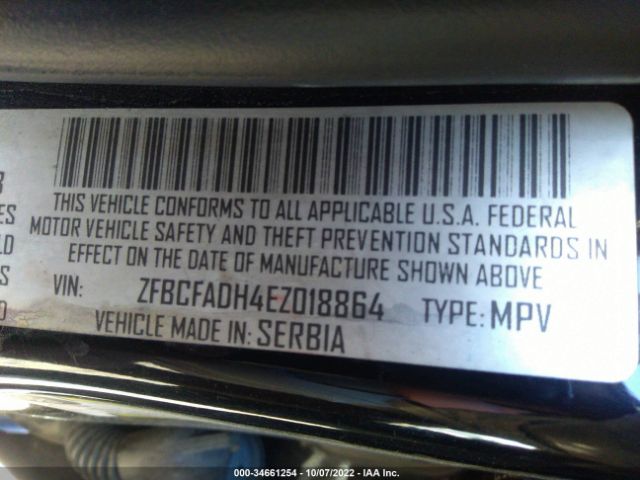 R
THIS VEHICLE CONFORMS TO ALL APPLICABLE U.S.A. FEDERAL
ES
MOTOR VEHICLE SAFETY AND THEFT PREVENTION STANDARDS IN
LD
EFFECT ON THE DATE OF MANUFACTURE SHOWN ABOVE
S
VIN: ZFBCFADH4EZ018864 TYPE: MPV
D
VEHICLE MADE IN: SERBIA
000-34661254 - 10/07/2022 - IAA Inc.